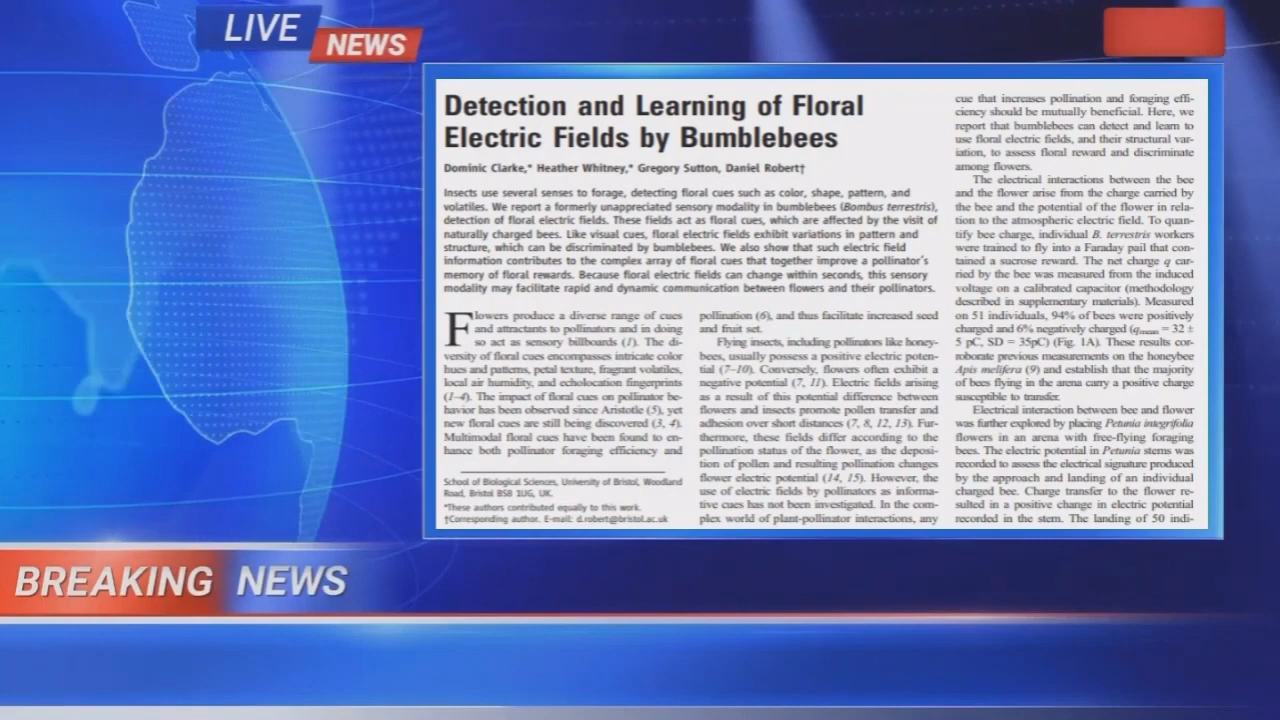 LIVE
NEWS
Detection and Learning of Floral
Electric Fields by Bumblebees
Dominic Clarke,* Heather Whitney,* Gregory Sutton, Daniel Robert†
Insects use several senses to forage, detecting floral cues such as color, shape, pattern, and
volatiles. We report a formerly unappreciated sensory modality in bumblebees (Bombus terrestris),
detection of floral electric fields. These fields act as floral cues, which are affected by the visit of
naturally charged bees. Like visual cues, floral electric fields exhibit variations in pattern and
structure, which can be discriminated by bumblebees. We also show that such electric field
information contributes to the complex array of floral cues that together improve a pollinator's
memory of floral rewards. Because floral electric fields can change within seconds, this sensory
modality may facilitate rapid and dynamic communication between flowers and their pollinators.
Flowers produce a diverse range of cues
and attractants to pollinators and in doing
so act as sensory billboards (1). The di-
versity of floral cues encompasses intricate color
hues and patterns, petal texture, fragrant volatiles,
local air humidity, and echolocation fingerprints
(1–4). The impact of floral cues on pollinator be-
havior has been observed since Aristotle (5), yet
new floral cues are still being discovered (3, 4).
Multimodal floral cues have been found to en-
hance both pollinator foraging efficiency and
School of Biological Sciences, University of Bristol, Woodland
Road, Bristol BS8 1UG, UK.
*These authors contributed equally to this work.
†Corresponding author. E-mail: d.robert@bristol.ac.uk
pollination (6), and thus facilitate increased seed
and fruit set.
Flying insects, including pollinators like honey-
bees, usually possess a positive electric poten-
tial (7–10). Conversely, flowers often exhibit a
negative potential (7, 11). Electric fields arising
as a result of this potential difference between
flowers and insects promote pollen transfer and
adhesion over short distances (7, 8, 12, 13). Fur-
thermore, these fields differ according to the
pollination status of the flower, as the deposi-
tion of pollen and resulting pollination changes
flower electric potential (14, 15). However, the
use of electric fields by pollinators as informa-
tive cues has not been investigated. In the com-
plex world of plant-pollinator interactions, any
cue that increases pollination and foraging effi-
ciency should be mutually beneficial. Here, we
report that bumblebees can detect and learn to
use floral electric fields, and their structural var-
iation, to assess floral reward and discriminate
among flowers.
The electrical interactions between the bee
and the flower arise from the charge carried by
the bee and the potential of the flower in rela-
tion to the atmospheric electric field. To quan-
tify bee charge, individual B. terrestris workers
were trained to fly into a Faraday pail that con-
tained a sucrose reward. The net charge q car-
ried by the bee was measured from the induced
voltage on a calibrated capacitor (methodology
described in supplementary materials). Measured
on 51 individuals, 94% of bees were positively
charged and 6% negatively charged (qmean = 32 ±
5 pC, SD = 35pC) (Fig. 1A). These results cor-
roborate previous measurements on the honeybee
Apis melifera (9) and establish that the majority
of bees flying in the arena carry a positive charge
susceptible to transfer.
Electrical interaction between bee and flower
was further explored by placing Petunia integrifolia
flowers in an arena with free-flying foraging
bees. The electric potential in Petunia stems was
recorded to assess the electrical signature produced
by the approach and landing of an individual
charged bee. Charge transfer to the flower re-
sulted in a positive change in electric potential
recorded in the stem. The landing of 50 indi-
BREAKING NEWS